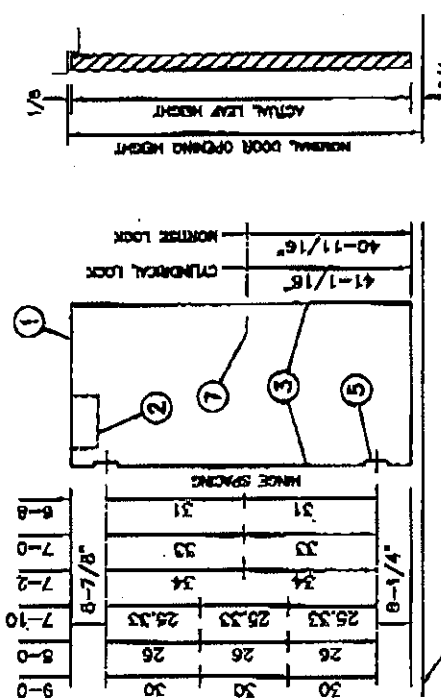 1/8
ACTUAL LEAF HEIGHT
NOMINAL DOOR OPENING HEIGHT
MORTISE LOCK
40-11/16"
CYLINDRICAL LOCK
41-1/16"
1
2
7
3
5
HINGE SPACING
6-8 31 31
7-0 33 33
8-7/8"
8-1/4"
7-2 34 34
7-10 25.33 25.33 25.33
8-0 26 26 26
9-0 30 30 30